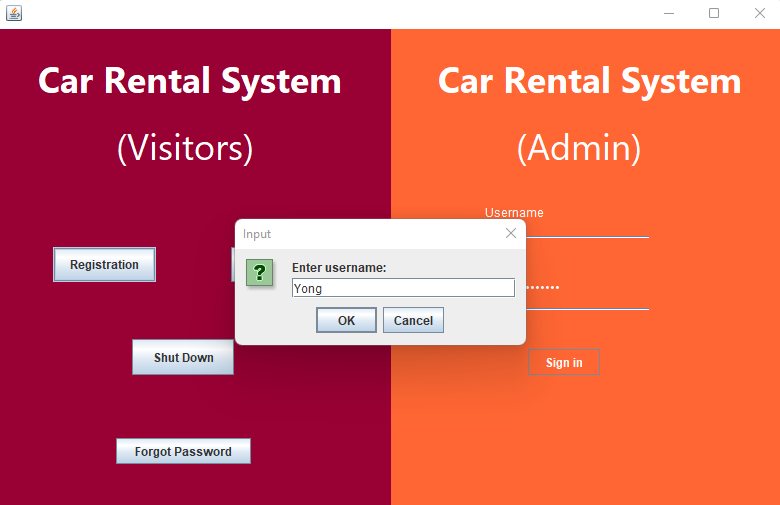 Car Rental System
(Visitors)
Registration
Shut Down
Forgot Password
Car Rental System
(Admin)
Username
Sign in
Input
?
Enter username:
Yong
OK
Cancel